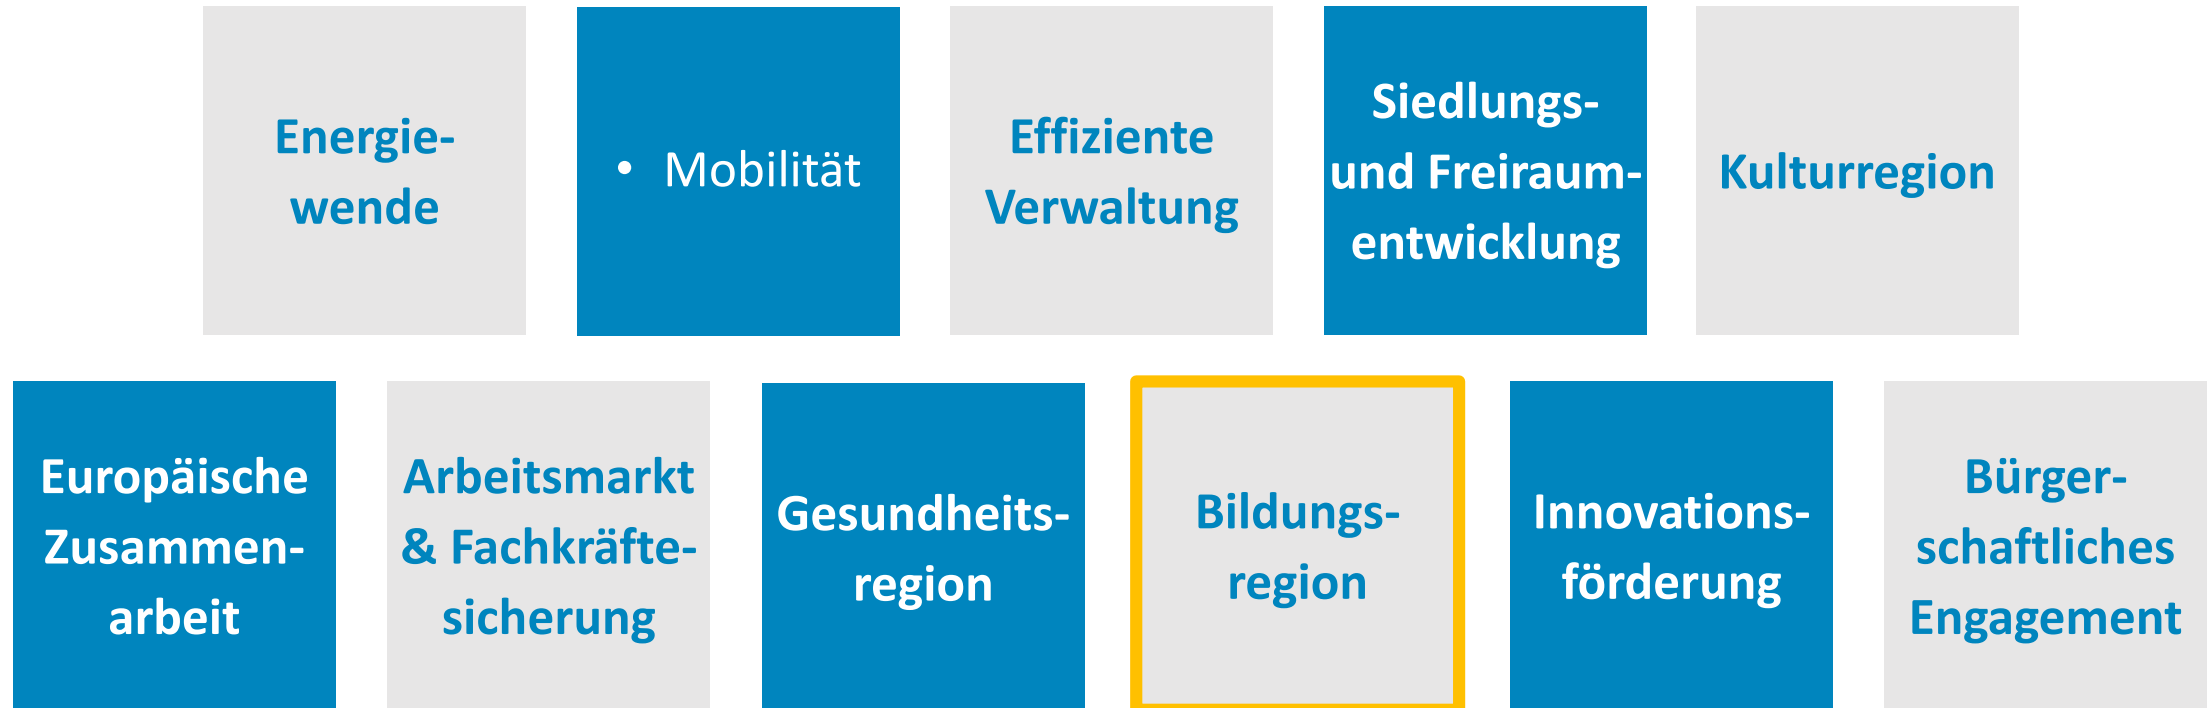 Energie-
wende
• Mobilität
Effiziente
Verwaltung
Siedlungs-
und Freiraum-
entwicklung
Kulturregion
Europäische
Zusammen-
arbeit
Arbeitsmarkt
& Fachkräfte-
sicherung
Gesundheits-
region
Bildungs-
region
Innovations-
förderung
Bürger-
schaftliches
Engagement